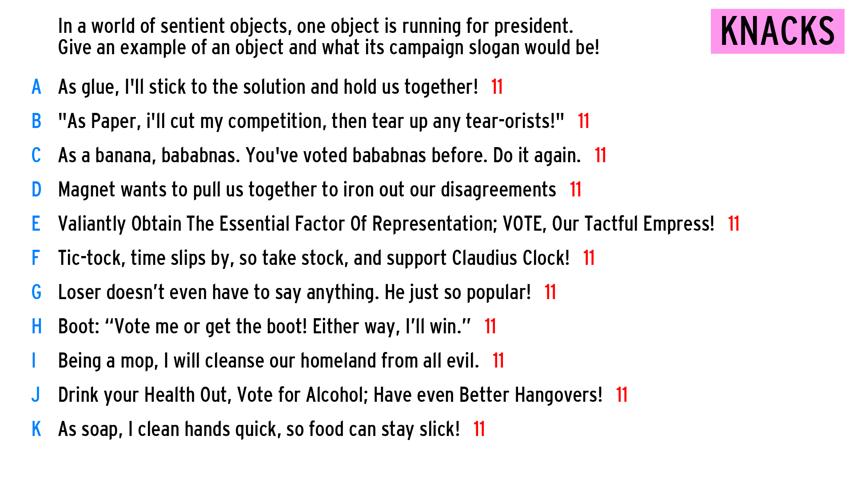 In a world of sentient objects, one object is running for president.
Give an example of an object and what its campaign slogan would be!
KNACKS
A As glue, I'll stick to the solution and hold us together! 11
B "As Paper, i'll cut my competition, then tear up any tear-orists!" 11
C As a banana, bababnas. You've voted bababnas before. Do it again. 11
D Magnet wants to pull us together to iron out our disagreements 11
E Valiantly Obtain The Essential Factor Of Representation; VOTE, Our Tactful Empress! 11
F Tic-tock, time slips by, so take stock, and support Claudius Clock! 11
G Loser doesn’t even have to say anything. He just so popular! 11
H Boot: “Vote me or get the boot! Either way, I’ll win.” 11
I Being a mop, I will cleanse our homeland from all evil. 11
J Drink your Health Out, Vote for Alcohol; Have even Better Hangovers! 11
K As soap, I clean hands quick, so food can stay slick! 11